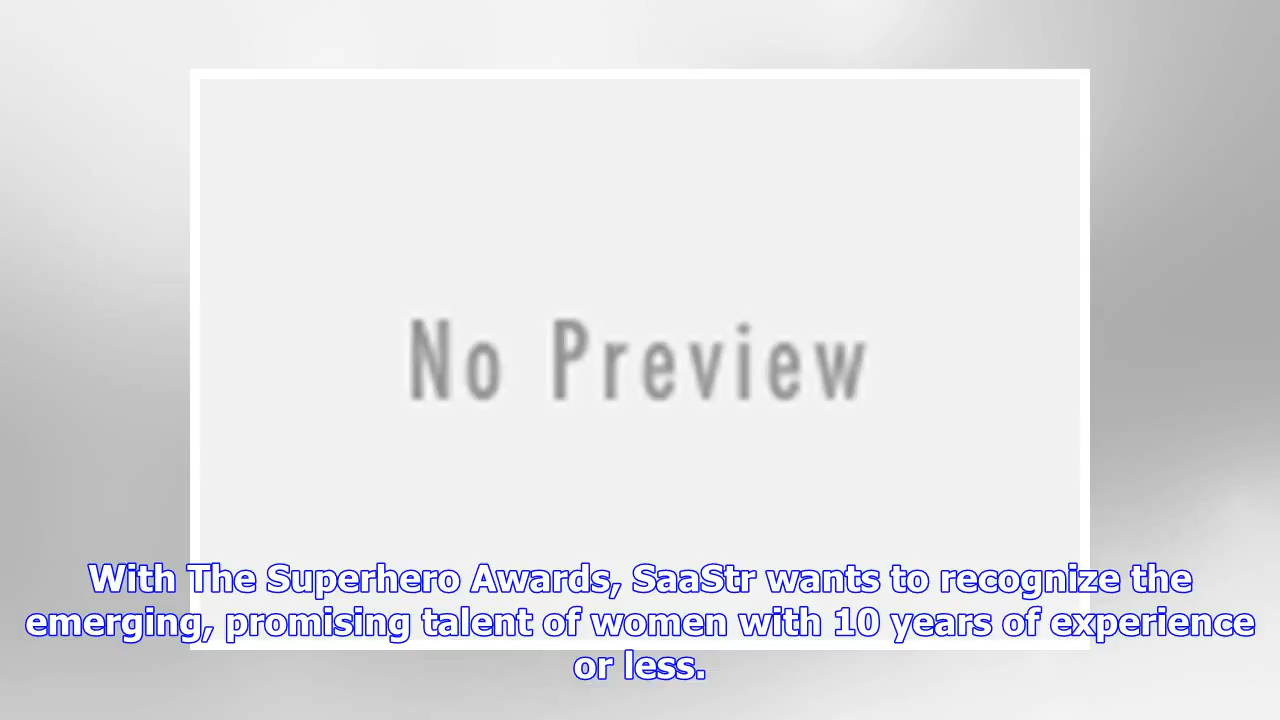 No Preview
With The Superhero Awards, SaaStr wants to recognize the
emerging, promising talent of women with 10 years of experience
or less.